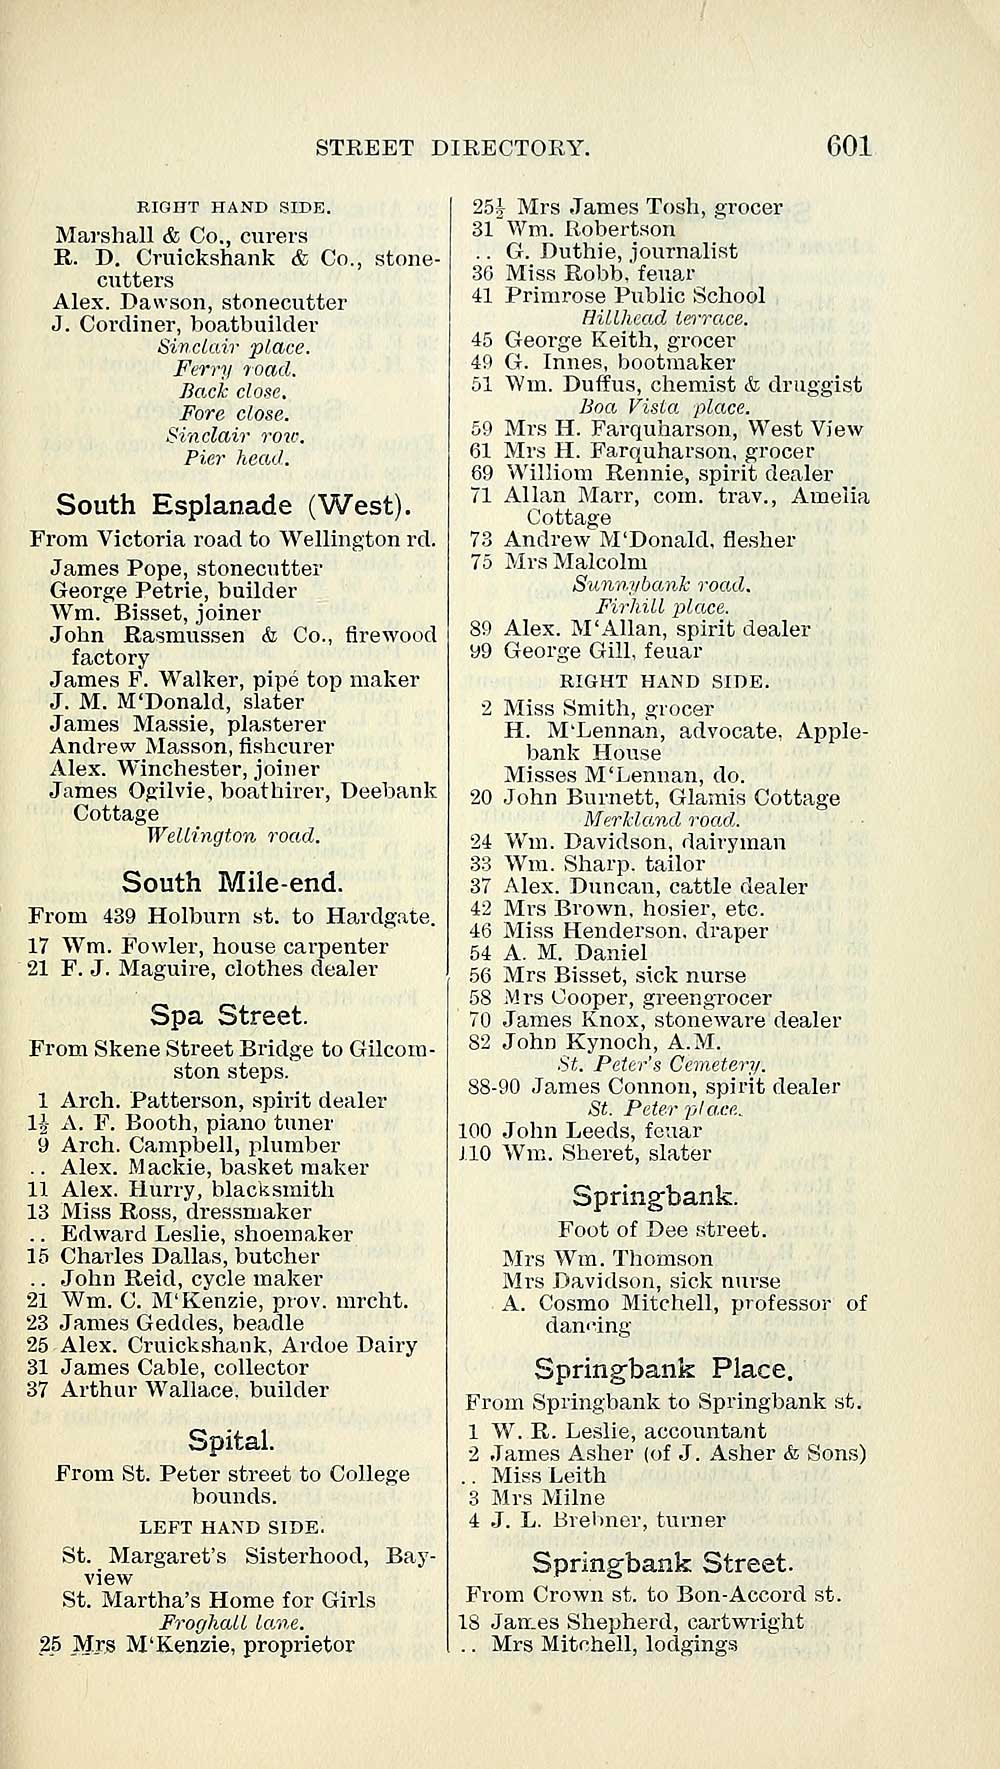 STREET DIRECTORY. 601
RIGHT HAND SIDE.
Marshall & Co., curers
R. D. Cruickshank & Co., stone-
cutters
Alex. Dawson, stonecutter
J. Cordiner, boatbuilder
Sinclair place.
Ferry road.
Back close.
Fore close.
Sinclair row.
Pier head.
South Esplanade (West).
From Victoria road to Wellington rd.
James Pope, stonecutter
George Petrie, builder
Wm. Bisset, joiner
John Rasmussen & Co., firewood
factory
James F. Walker, pipe top maker
J. M. M'Donald, slater
James Massie, plasterer
Andrew Masson, fishcurer
Alex. Winchester, joiner
James Ogilvie, boathirer, Deebank
Cottage
Wellington road.
South Mile-end.
From 439 Holburn st. to Hardgate.
17 Wm. Fowler, house carpenter
21 F. J. Maguire, clothes dealer
Spa Street.
From Skene Street Bridge to Gilcom-
ston steps.
1 Arch. Patterson, spirit dealer
1½ A. F. Booth, piano tuner
9 Arch. Campbell, plumber
.. Alex. Mackie, basket maker
11 Alex. Hurry, blacksmith
13 Miss Ross, dressmaker
.. Edward Leslie, shoemaker
15 Charles Dallas, butcher
.. John Reid, cycle maker
21 Wm. C. M'Kenzie, prov. mrcht.
23 James Geddes, beadle
25 Alex. Cruickshank, Ardoe Dairy
31 James Cable, collector
37 Arthur Wallace, builder
Spital.
From St. Peter street to College
bounds.
LEFT HAND SIDE.
St. Margaret's Sisterhood, Bay-
view
St. Martha's Home for Girls
Froghall lane.
25 Mrs M'Kenzie, proprietor
25½ Mrs James Tosh, grocer
31 Wm. Robertson
.. G. Duthie, journalist
36 Miss Robb, feuar
41 Primrose Public School
Hillhead terrace.
45 George Keith, grocer
49 G. Innes, bootmaker
51 Wm. Duffus, chemist & druggist
Boa Vista place.
59 Mrs H. Farquharson, West View
61 Mrs H. Farquharson, grocer
69 Williom Rennie, spirit dealer
71 Allan Marr, com. trav., Amelia
Cottage
73 Andrew M'Donald, flesher
75 Mrs Malcolm
Sunnybank road.
Firhill place.
89 Alex. M'Allan, spirit dealer
99 George Gill, feuar
RIGHT HAND SIDE.
2 Miss Smith, grocer
H. M'Lennan, advocate, Apple-
bank House
Misses M'Lennan, do.
20 John Burnett, Glamis Cottage
Merkland road.
24 Wm. Davidson, dairyman
33 Wm. Sharp, tailor
37 Alex. Duncan, cattle dealer
42 Mrs Brown, hosier, etc.
46 Miss Henderson, draper
54 A. M. Daniel
56 Mrs Bisset, sick nurse
58 Mrs Cooper, greengrocer
70 James Knox, stoneware dealer
82 John Kynoch, A.M.
St. Peter's Cemetery.
88-90 James Connon, spirit dealer
St. Peter place.
100 John Leeds, feuar
110 Wm. Sheret, slater
Springbank.
Foot of Dee street.
Mrs Wm. Thomson
Mrs Davidson, sick nurse
A. Cosmo Mitchell, professor of
dancing
Springbank Place.
From Springbank to Springbank st.
1 W. R. Leslie, accountant
2 James Asher (of J. Asher & Sons)
.. Miss Leith
3 Mrs Milne
4 J. L. Brebner, turner
Springbank Street.
From Crown st. to Bon-Accord st.
18 James Shepherd, cartwright
.. Mrs Mitchell, lodgings